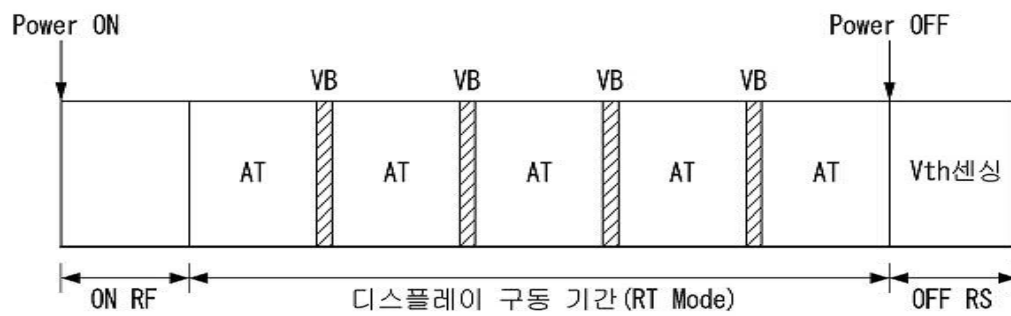 Power ON
Power OFF
VB
VB
VB
VB
AT
AT
AT
AT
AT
Vth센싱
ON RF
디스플레이 구동 기간(RT Mode)
OFF RS